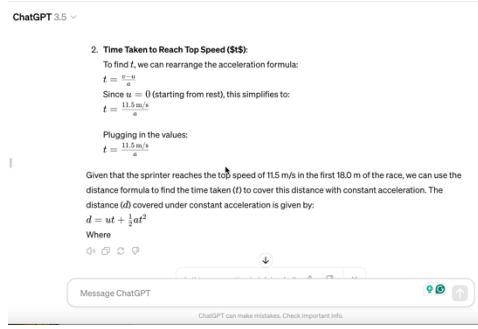 ChatGPT 3.5
2. Time Taken to Reach Top Speed ($t$):
To find t, we can rearrange the acceleration formula:
t = v−u/a
Since u = 0 (starting from rest), this simplifies to:
t = 11.5 m/s/a
Plugging in the values:
t = 11.5 m/s/a
Given that the sprinter reaches the top speed of 11.5 m/s in the first 18.0 m of the race, we can use the
distance formula to find the time taken (t) to cover this distance with constant acceleration. The
distance (d) covered under constant acceleration is given by:
d = ut + ½at²
Where
Message ChatGPT
ChatGPT can make mistakes. Check important info.